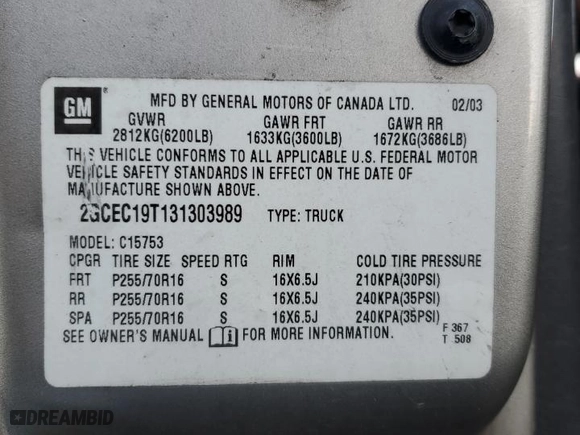 GM
MFD BY GENERAL MOTORS OF CANADA LTD. 02/03
GVWR GAWR FRT GAWR RR
2812KG(6200LB) 1633KG(3600LB) 1672KG(3686LB)
THIS VEHICLE CONFORMS TO ALL APPLICABLE U.S. FEDERAL MOTOR
VEHICLE SAFETY STANDARDS IN EFFECT ON THE DATE OF
MANUFACTURE SHOWN ABOVE.
2GCEC19T131303989 TYPE: TRUCK
MODEL: C15753
CPGR TIRE SIZE SPEED RTG RIM COLD TIRE PRESSURE
FRT P255/70R16 S 16X6.5J 210KPA(30PSI)
RR P255/70R16 S 16X6.5J 240KPA(35PSI)
SPA P255/70R16 S 16X6.5J 240KPA(35PSI)
SEE OWNER'S MANUAL i FOR MORE INFORMATION.
F 367
T 508
DREAMBID